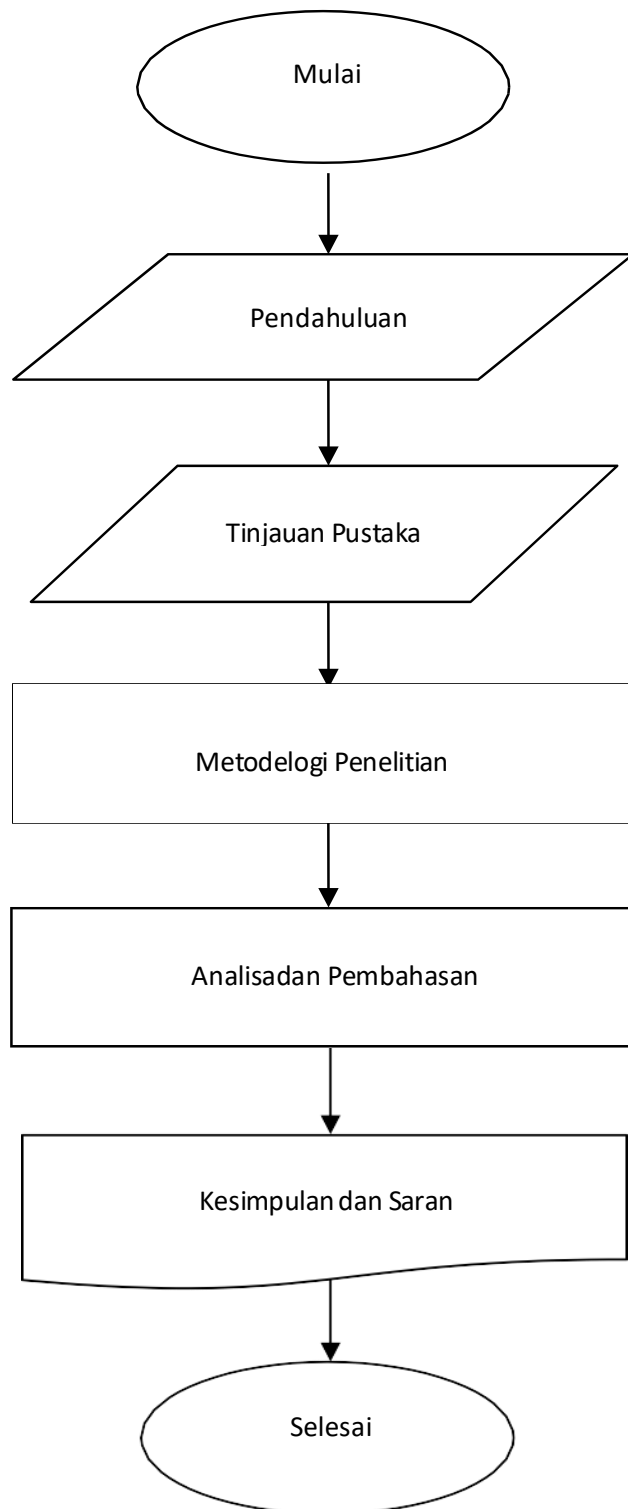 Mulai
Pendahuluan
Tinjauan Pustaka
Metodelogi Penelitian
Analisadan Pembahasan
Kesimpulan dan Saran
Selesai